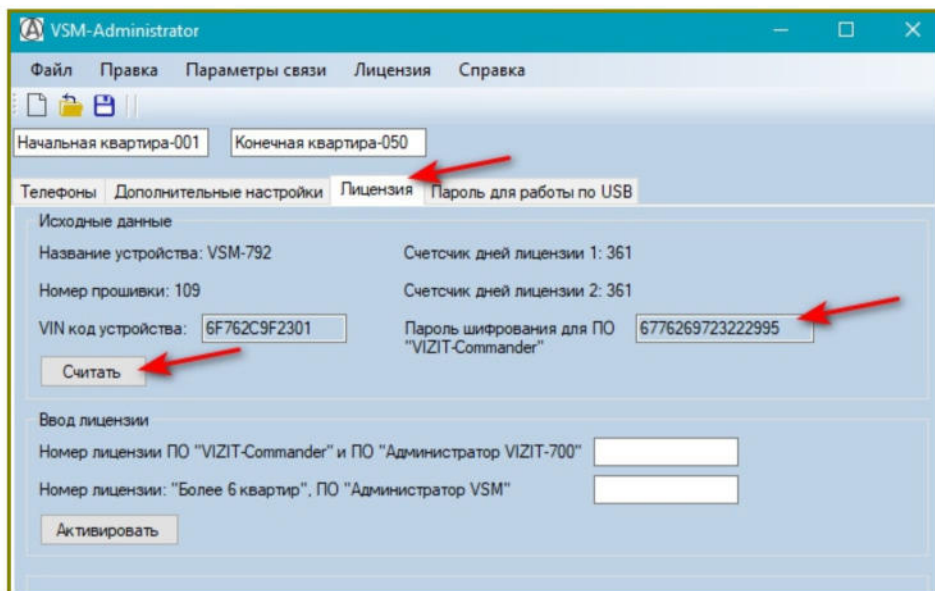 VSM-Administrator
Файл Правка Параметры связи Лицензия Справка
Начальная квартира-001 Конечная квартира-050
Телефоны Дополнительные настройки Лицензия Пароль для работы по USB
Исходные данные
Название устройства: VSM-792 Счетсчик дней лицензии 1: 361
Номер прошивки: 109 Счетсчик дней лицензии 2: 361
VIN код устройства: 6F762C9F2301 Пароль шифрования для ПО 6776269723222995
"VIZIT-Commander"
Считать
Ввод лицензии
Номер лицензии ПО "VIZIT-Commander" и ПО "Администратор VIZIT-700"
Номер лицензии: "Более 6 квартир", ПО "Администратор VSM"
Активировать